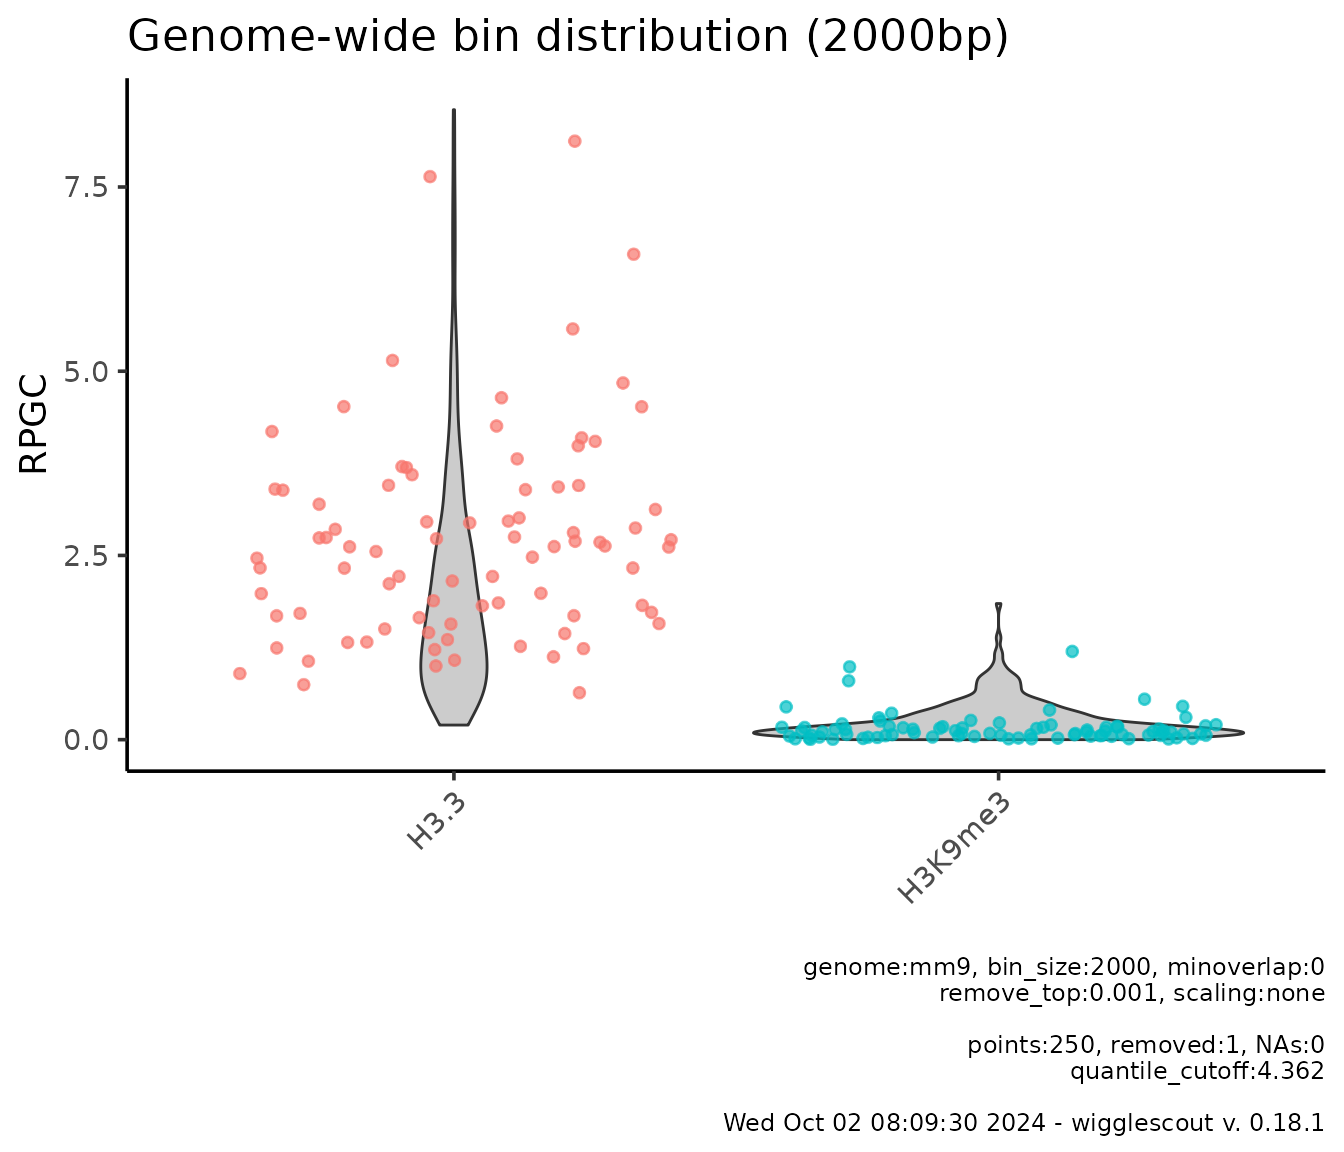 Genome-wide bin distribution (2000bp)
RPGC
7.5
5.0
2.5
0.0
H3.3
H3K9me3
genome:mm9, bin_size:2000, minoverlap:0
remove_top:0.001, scaling:none
points:250, removed:1, NAs:0
quantile_cutoff:4.362
Wed Oct 02 08:09:30 2024 - wigglescout v. 0.18.1